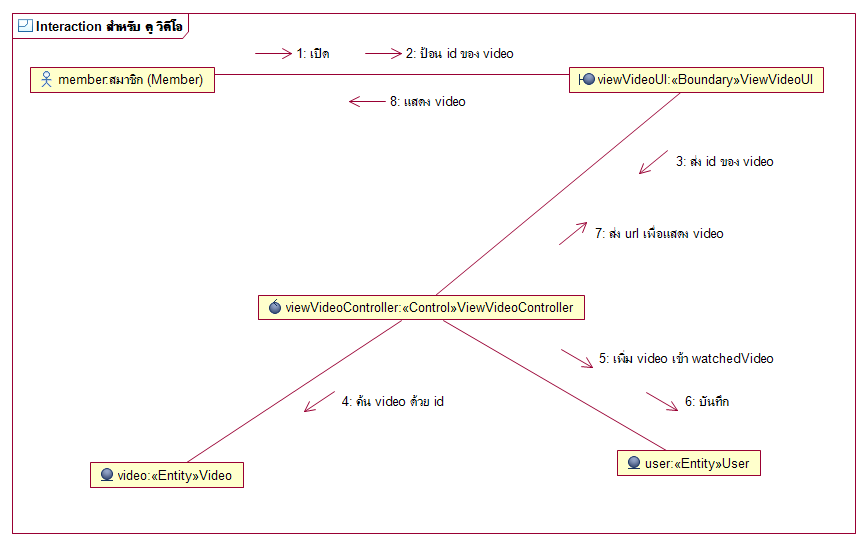 Interaction สำหรับ ดู วิดีโอ
1: เปิด
2: ป้อน id ของ video
member:สมาชิก (Member)
viewVideoUI:«Boundary»ViewVideoUI
8: แสดง video
3: ส่ง id ของ video
7: ส่ง url เพื่อแสดง video
viewVideoController:«Control»ViewVideoController
5: เพิ่ม video เข้า watchedVideo
4: ค้น video ด้วย id
6: บันทึก
video:«Entity»Video
user:«Entity»User